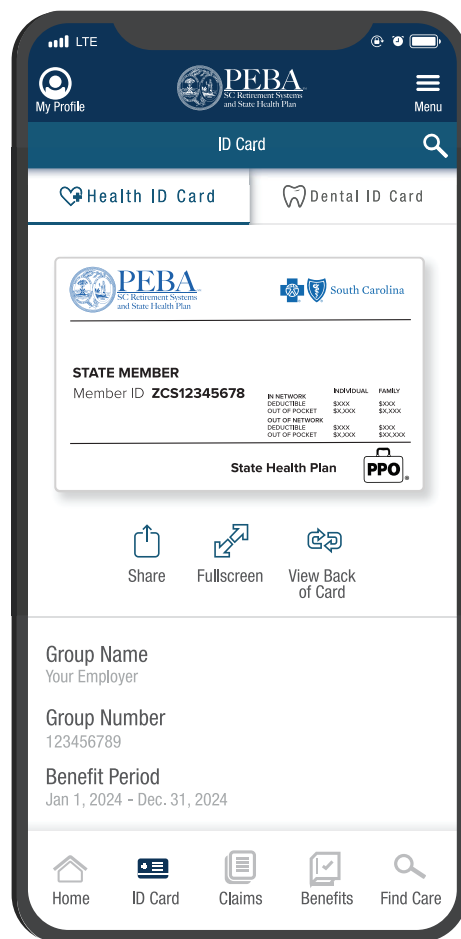 LTE
My Profile
PEBA
SC Retirement Systems
and State Health Plan
Menu
ID Card
Health ID Card
Dental ID Card
PEBA
SC Retirement Systems
and State Health Plan
South Carolina
STATE MEMBER
Member ID ZCS12345678
INDIVIDUAL FAMILY
IN NETWORK
DEDUCTIBLE $XXX $XXX
OUT OF POCKET $X,XXX $X,XXX
OUT OF NETWORK
DEDUCTIBLE $XXX $XXX
OUT OF POCKET $X,XXX $XX,XXX
State Health Plan
PPO®
Share
Fullscreen
View Back
of Card
Group Name
Your Employer
Group Number
123456789
Benefit Period
Jan 1, 2024 - Dec. 31, 2024
Home
ID Card
Claims
Benefits
Find Care